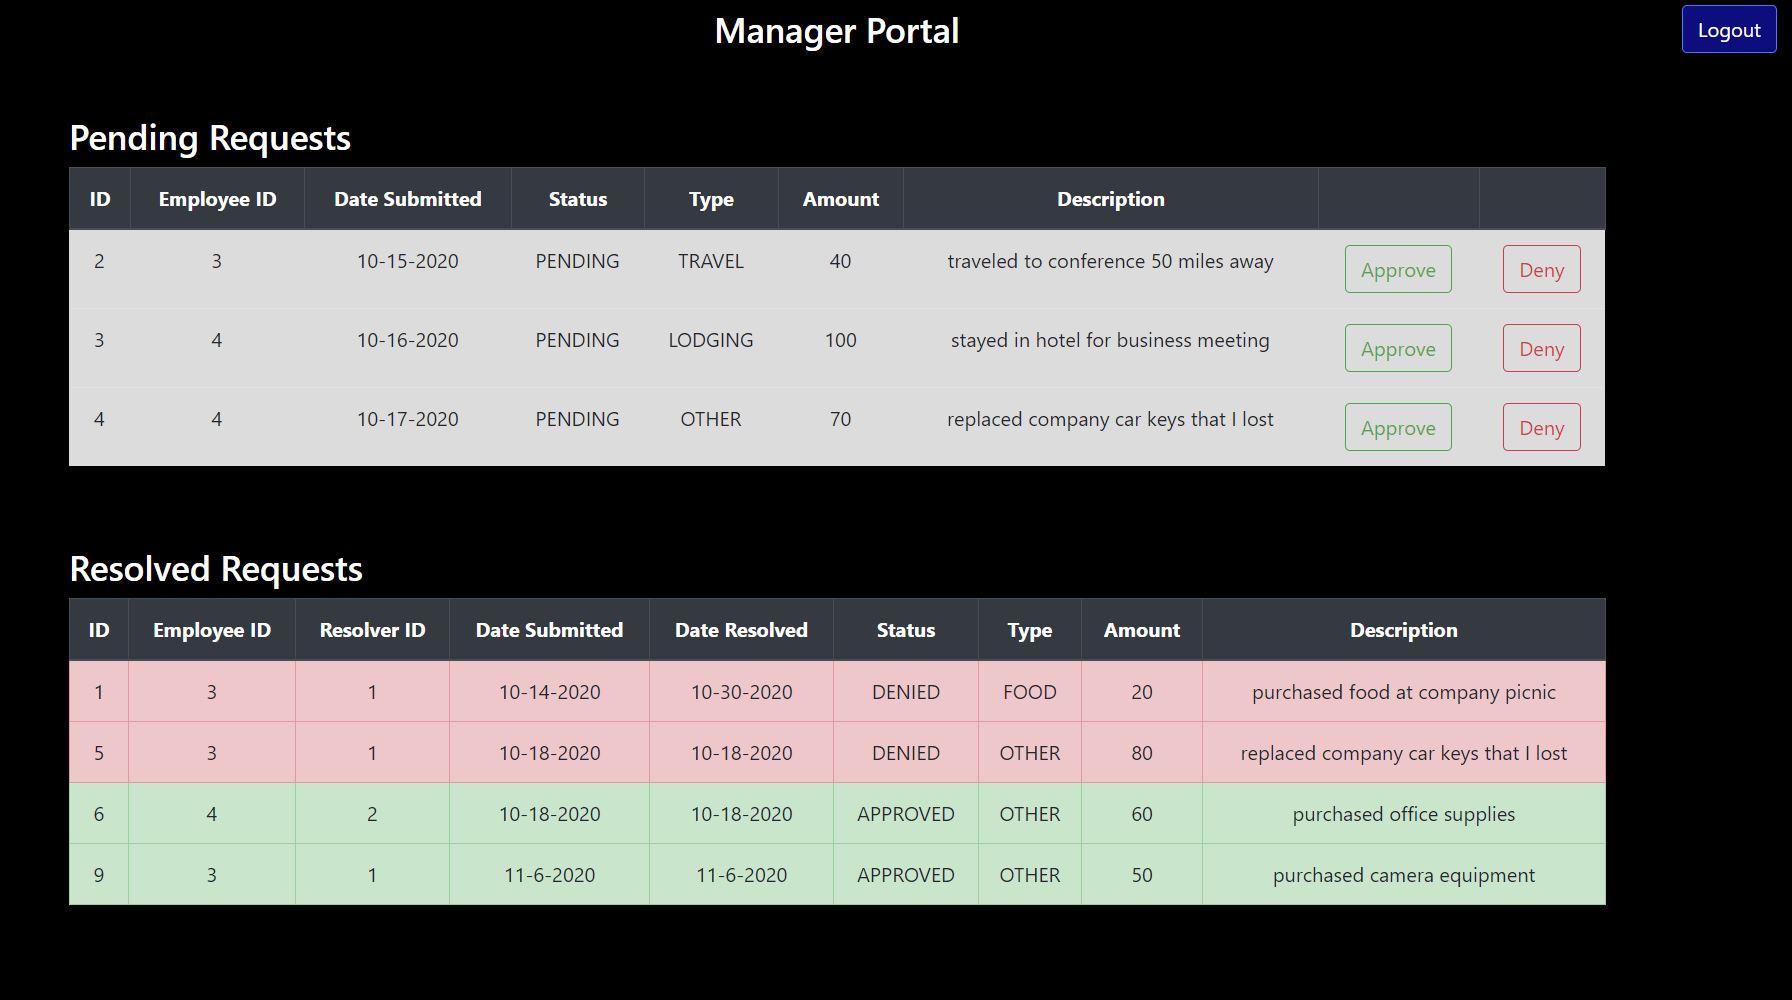 Manager Portal
Logout
Pending Requests
ID Employee ID Date Submitted Status Type Amount Description
2 3 10-15-2020 PENDING TRAVEL 40 traveled to conference 50 miles away Approve Deny
3 4 10-16-2020 PENDING LODGING 100 stayed in hotel for business meeting Approve Deny
4 4 10-17-2020 PENDING OTHER 70 replaced company car keys that I lost Approve Deny
Resolved Requests
ID Employee ID Resolver ID Date Submitted Date Resolved Status Type Amount Description
1 3 1 10-14-2020 10-30-2020 DENIED FOOD 20 purchased food at company picnic
5 3 1 10-18-2020 10-18-2020 DENIED OTHER 80 replaced company car keys that I lost
6 4 2 10-18-2020 10-18-2020 APPROVED OTHER 60 purchased office supplies
9 3 1 11-6-2020 11-6-2020 APPROVED OTHER 50 purchased camera equipment